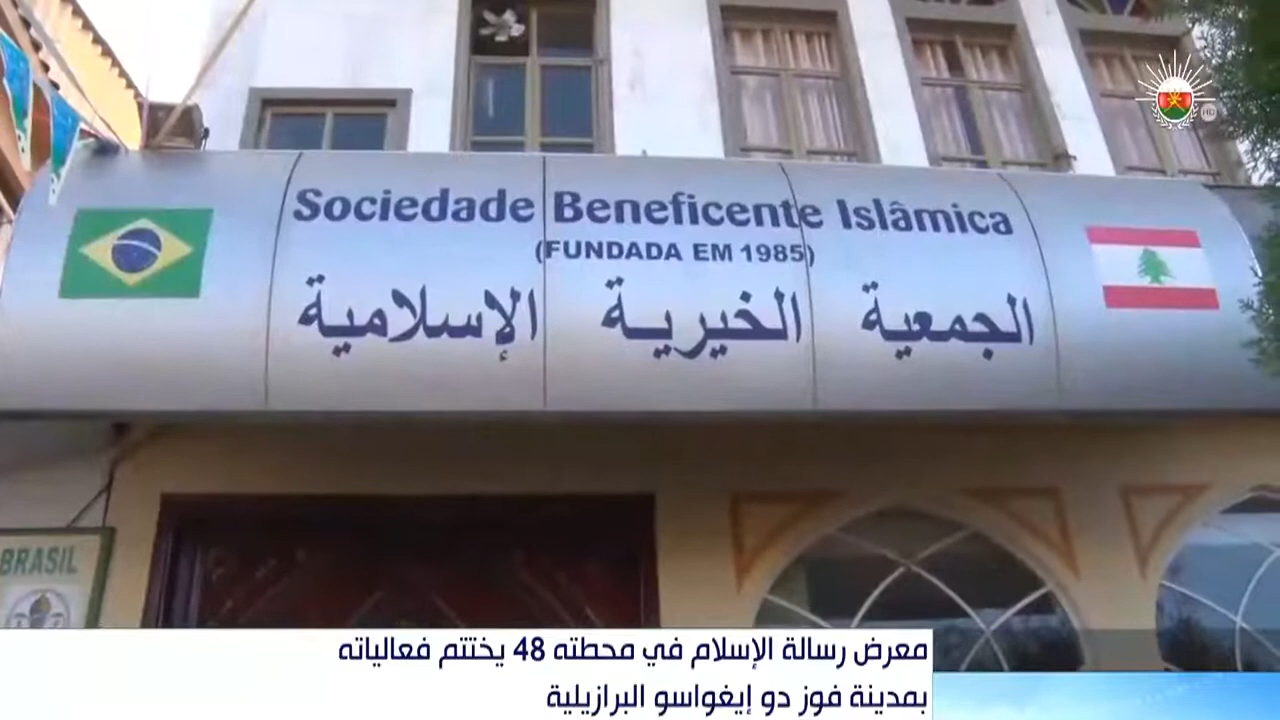 Sociedade Beneficente Islâmica
(FUNDADA EM 1985)
الجمعية الخيرية الإسلامية
BRASIL
معرض رسالة الإسلام في محطته 48 يختتم فعالياته
بمدينة فوز دو إيغواسو البرازيلية